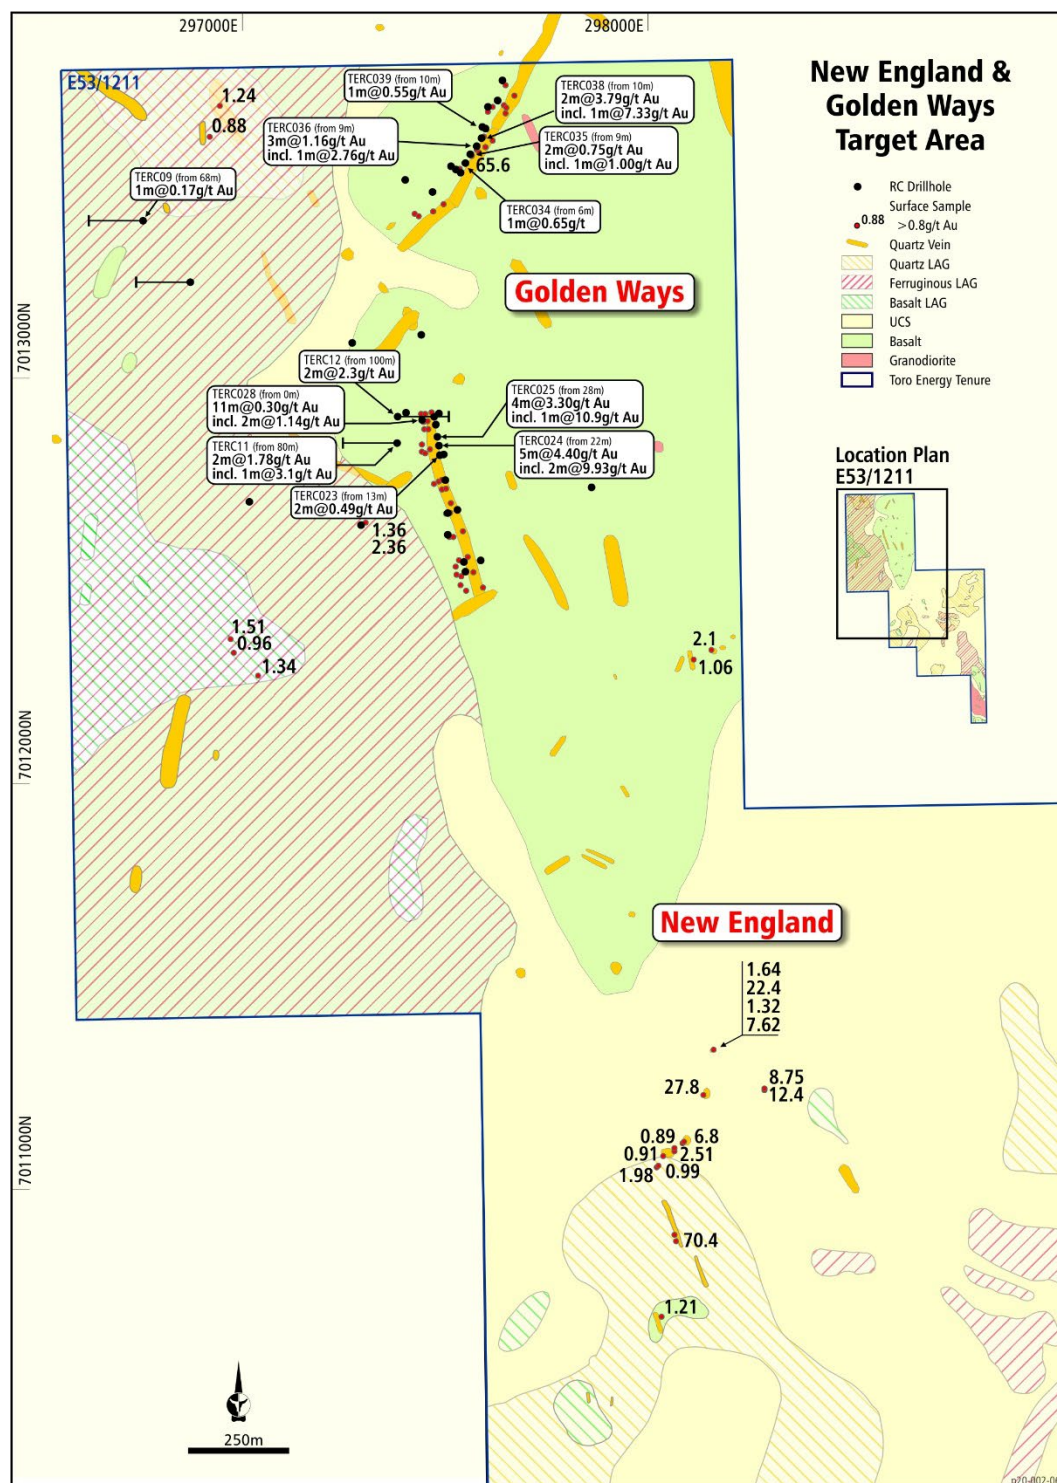 297000E
298000E
E53/1211
New England &
Golden Ways
Target Area
RC Drillhole
Surface Sample
0.88 >0.8g/t Au
Quartz Vein
Quartz LAG
Ferruginous LAG
Basalt LAG
UCS
Basalt
Granodiorite
Toro Energy Tenure
Location Plan
E53/1211
1.24
0.88
TERC09 (from 68m)
1m@0.17g/t Au
TERC039 (from 10m)
1m@0.55g/t Au
TERC038 (from 10m)
2m@3.79g/t Au
incl. 1m@7.33g/t Au
TERC036 (from 9m)
3m@1.16g/t Au
incl. 1m@2.76g/t Au
TERC035 (from 9m)
2m@0.75g/t Au
incl. 1m@1.00g/t Au
65.6
TERC034 (from 6m)
1m@0.65g/t
Golden Ways
7013000N
TERC12 (from 100m)
2m@2.3g/t Au
TERC028 (from 0m)
11m@0.30g/t Au
incl. 2m@1.14g/t Au
TERC025 (from 28m)
4m@3.30g/t Au
incl. 1m@10.9g/t Au
TERC11 (from 80m)
2m@1.78g/t Au
incl. 1m@3.1g/t Au
TERC024 (from 22m)
5m@4.40g/t Au
incl. 2m@9.93g/t Au
TERC023 (from 13m)
2m@0.49g/t Au
1.36
2.36
1.51
0.96
1.34
2.1
1.06
7012000N
New England
1.64
22.4
1.32
7.62
27.8
8.75
12.4
0.89
6.8
0.91
2.51
1.98
0.99
7011000N
70.4
1.21
250m